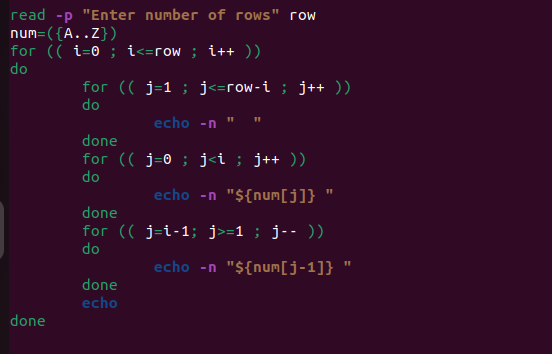 read -p "Enter number of rows" row
num=({A..Z})
for (( i=0 ; i<=row ; i++ ))
do
        for (( j=1 ; j<=row-i ; j++ ))
        do
                echo -n "  "
        done
        for (( j=0 ; j<i ; j++ ))
        do
                echo -n "${num[j]} "
        done
        for (( j=i-1; j>=1 ; j-- ))
        do
                echo -n "${num[j-1]} "
        done
        echo
done